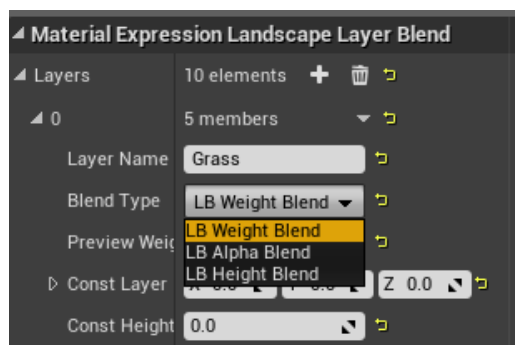 Material Expression Landscape Layer Blend
Layers 10 elements
0 5 members
Layer Name Grass
Blend Type LB Weight Blend
LB Weight Blend
Preview Weig
LB Alpha Blend
LB Height Blend
Const Layer Z 0.0
Const Height 0.0